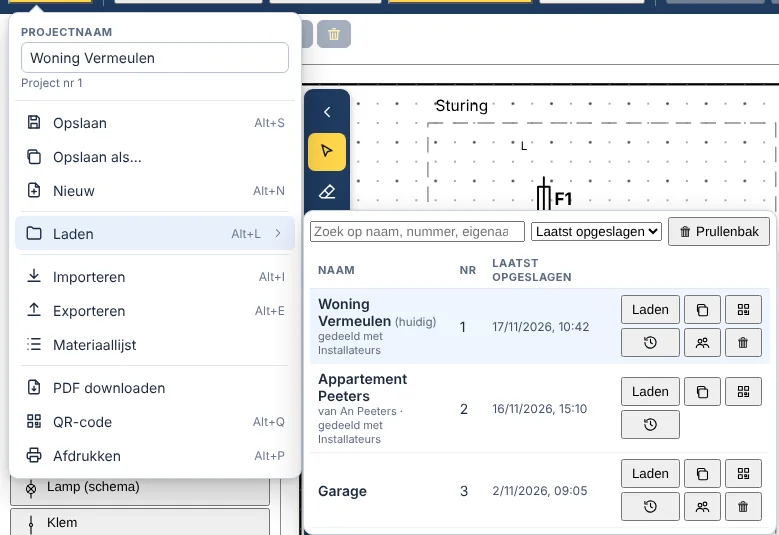 PROJECTNAAM
Woning Vermeulen
Project nr 1
Opslaan Alt+S
Opslaan als...
Nieuw Alt+N
Laden Alt+L
Importeren Alt+I
Exporteren Alt+E
Materiaallijst
PDF downloaden
QR-code Alt+Q
Afdrukken Alt+P
Lamp (schema)
Klem
Sturing
L
F1
Zoek op naam, nummer, eigenaa
Laatst opgeslagen
Prullenbak
NAAM NR LAATST
OPGESLAGEN
Woning
Vermeulen (huidig)
gedeeld met
Installateurs
1 17/11/2026, 10:42 Laden
Appartement
Peeters
van An Peeters ·
gedeeld met
Installateurs
2 16/11/2026, 15:10 Laden
Garage 3 2/11/2026, 09:05 Laden